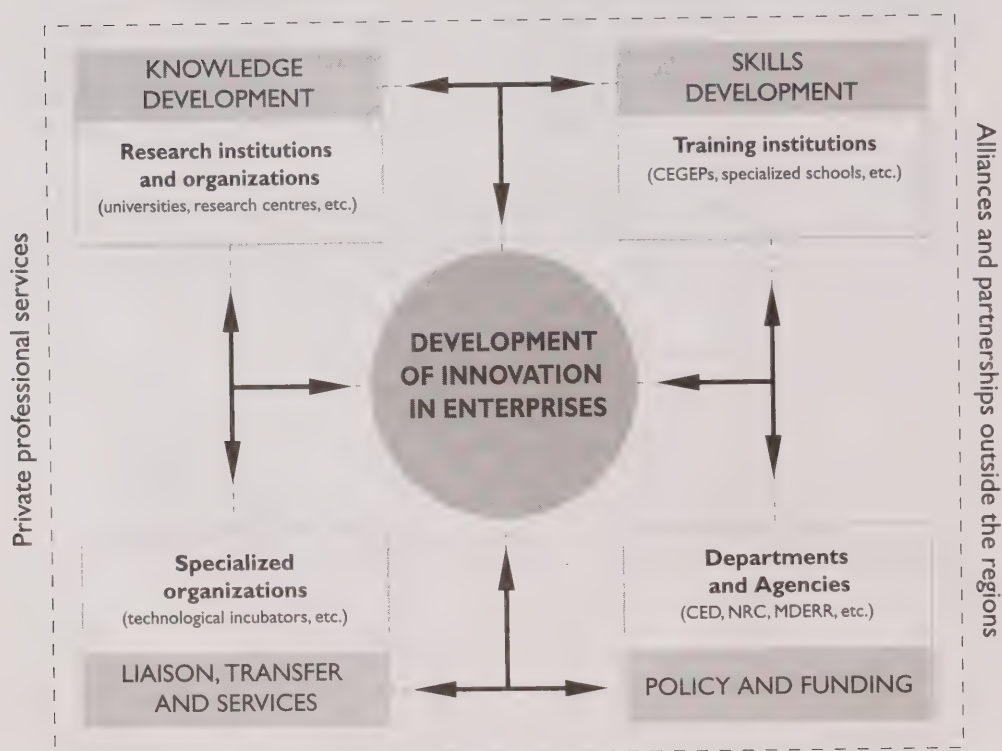 KNOWLEDGE
DEVELOPMENT
Research institutions
and organizations
(universities, research centres, etc.)
SKILLS
DEVELOPMENT
Training institutions
(CEGEPs, specialized schools, etc.)
Private professional services
DEVELOPMENT
OF INNOVATION
IN ENTERPRISES
Alliances and partnerships outside the regions
Specialized
organizations
(technological incubators, etc.)
LIAISON, TRANSFER
AND SERVICES
Departments
and Agencies
(CED, NRC, MDERR, etc.)
POLICY AND FUNDING